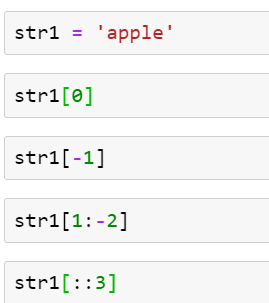 str1 = 'apple'
str1[0]
str1[-1]
str1[1:-2]
str1[::3]